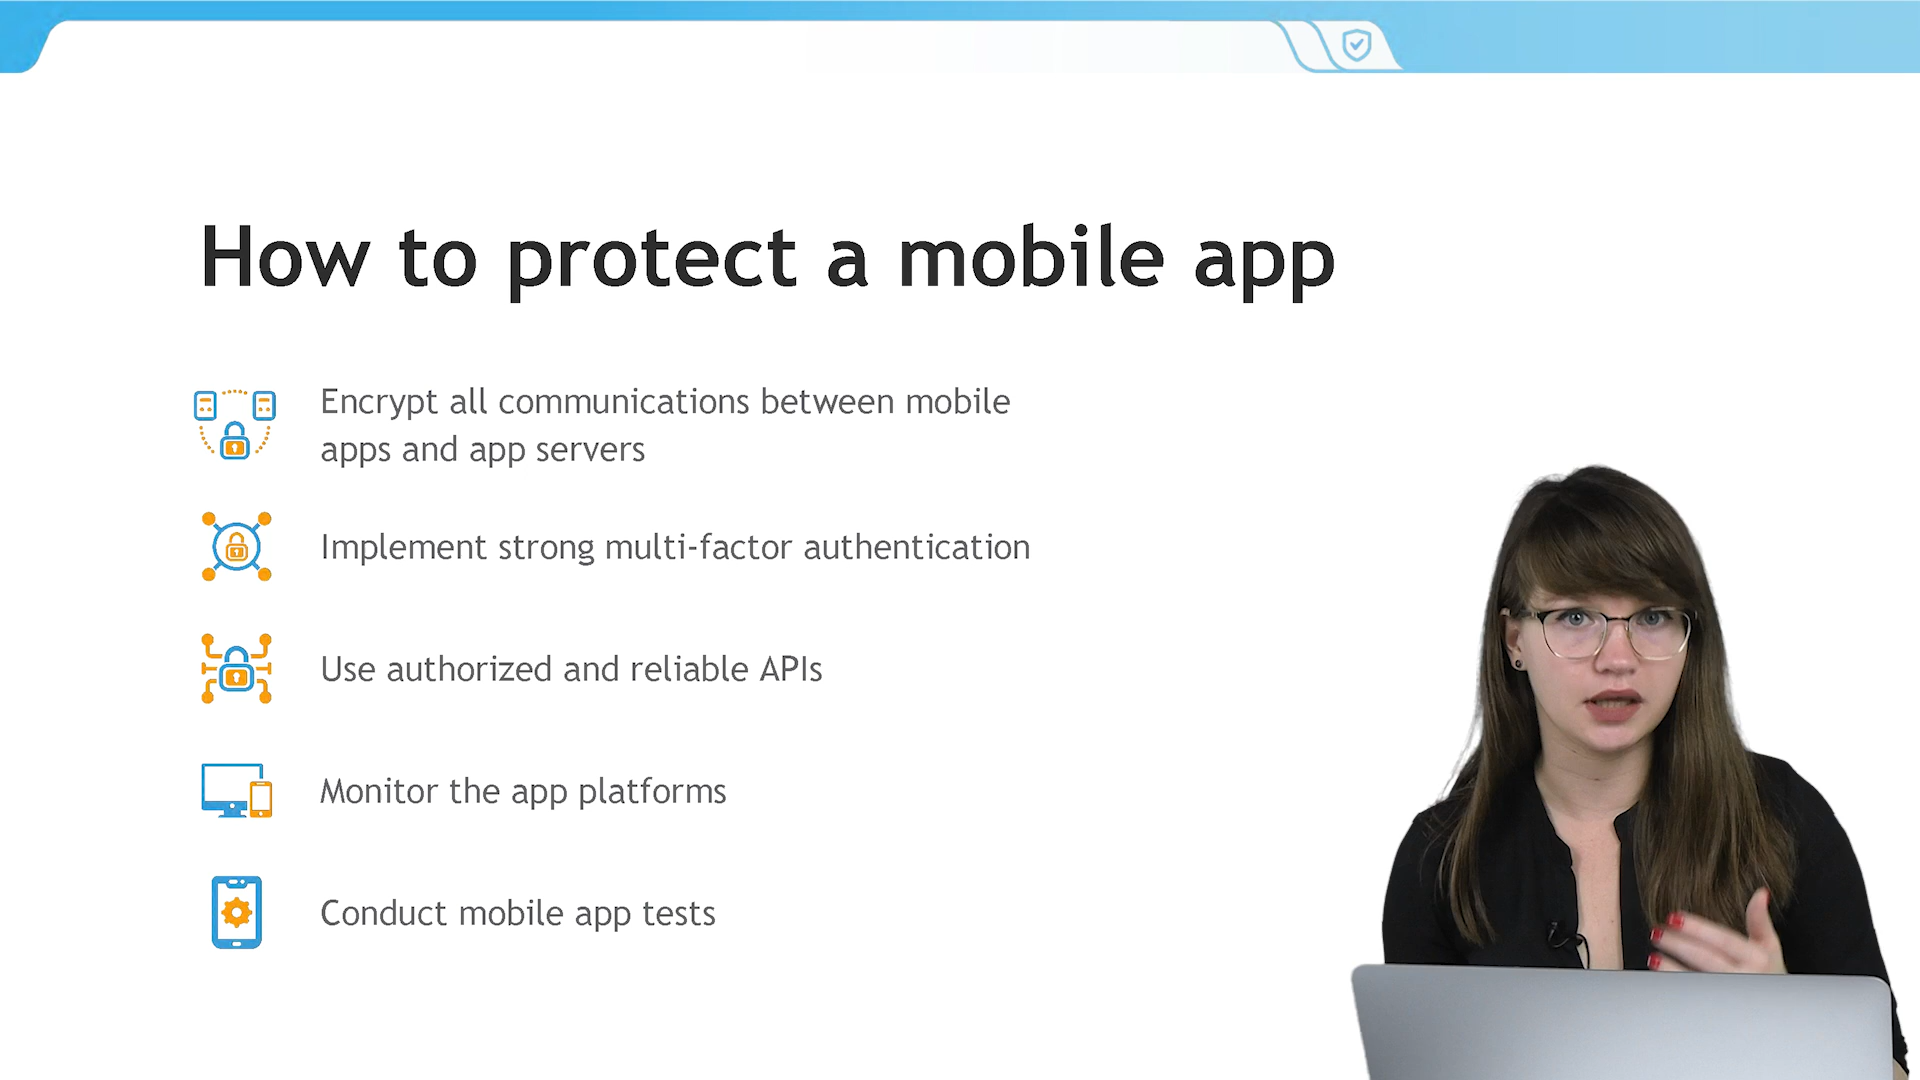 How to protect a mobile app
Encrypt all communications between mobile
apps and app servers
Implement strong multi-factor authentication
Use authorized and reliable APIs
Monitor the app platforms
Conduct mobile app tests